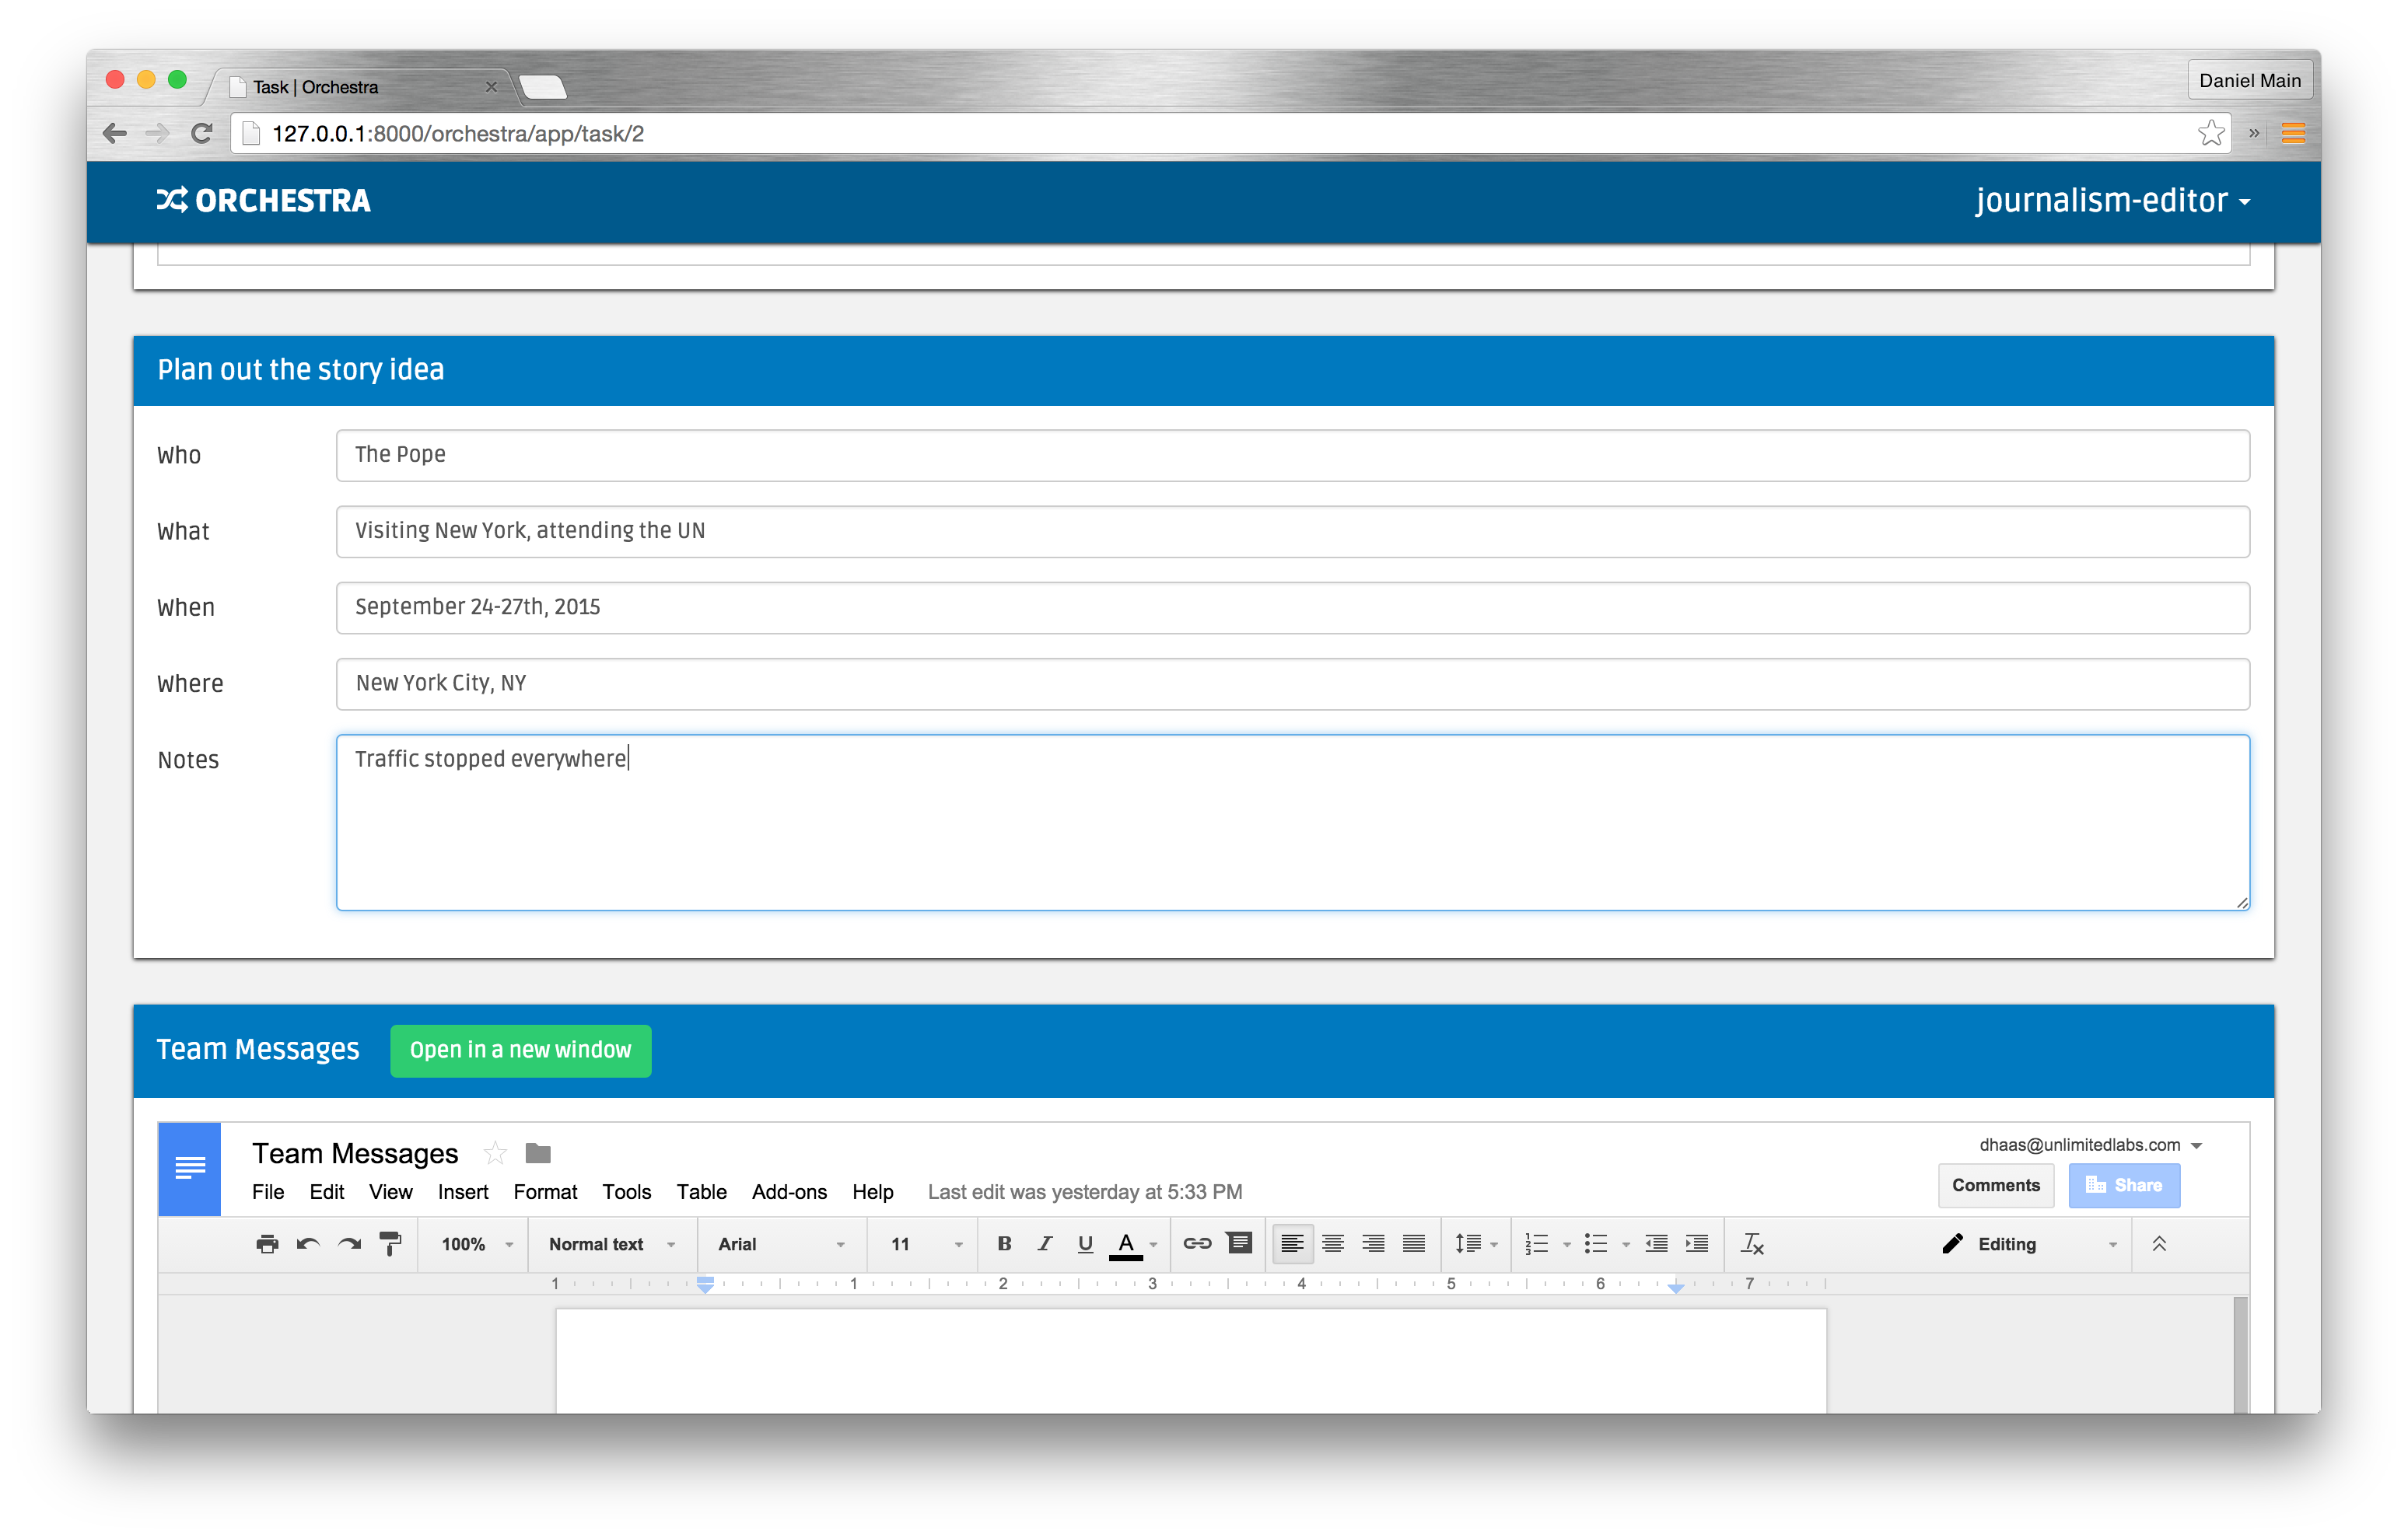 Task | Orchestra
Daniel Main
127.0.0.1:8000/orchestra/app/task/2
ORCHESTRA
journalism-editor
Plan out the story idea
Who The Pope
What Visiting New York, attending the UN
When September 24-27th, 2015
Where New York City, NY
Notes Traffic stopped everywhere
Team Messages Open in a new window
Team Messages
dhaas@unlimitedlabs.com
File Edit View Insert Format Tools Table Add-ons Help Last edit was yesterday at 5:33 PM
Comments Share
100% Normal text Arial 11 B I U A Editing
1 1 2 3 4 5 6 7